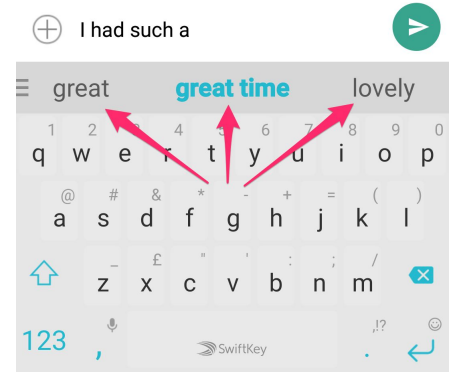 I had such a
great great time lovely
1 2 3 4 5 6 7 8 9 0
q w e r t y u i o p
@ # & * - + = ( )
a s d f g h j k l
_ £ " ' : ; /
z x c v b n m
123 , SwiftKey ,!? .